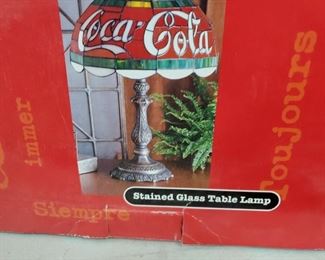 Coca-Cola
immer
Toujours
Stained Glass Table Lamp
Siempre